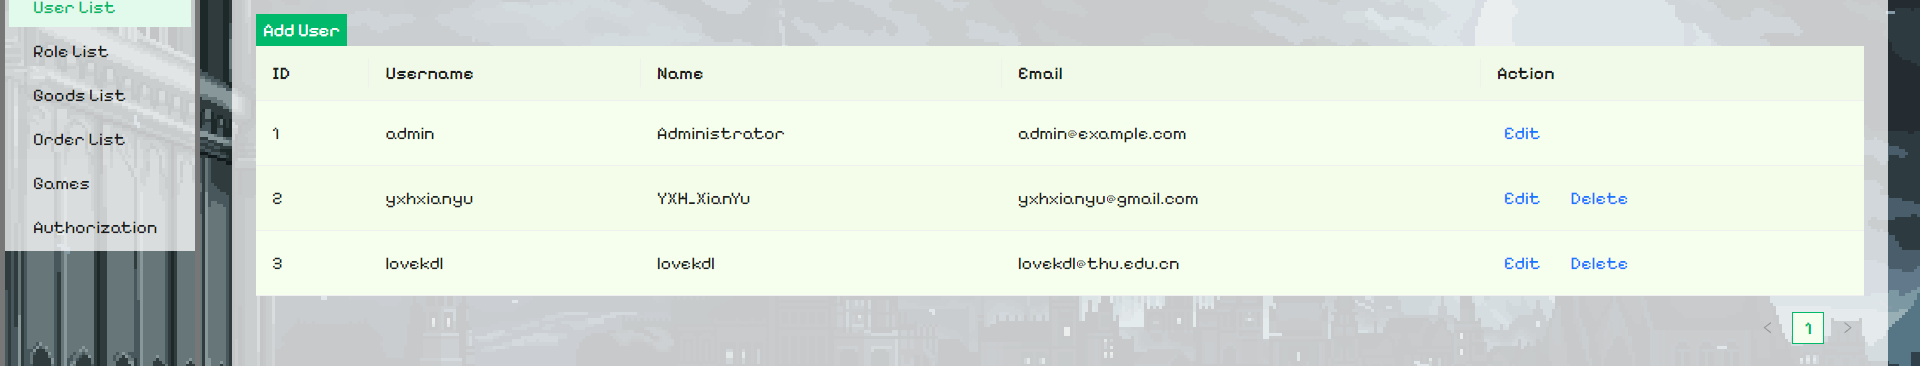 User List
Role List
Goods List
Order List
Games
Authorization
Add User
ID Username Name Email Action
1 admin Administrator admin@example.com Edit
2 yxhxianyu YXH_XianYu yxhxianyu@gmail.com Edit Delete
3 lovekdl lovekdl lovekdl@thu.edu.cn Edit Delete
< 1 >